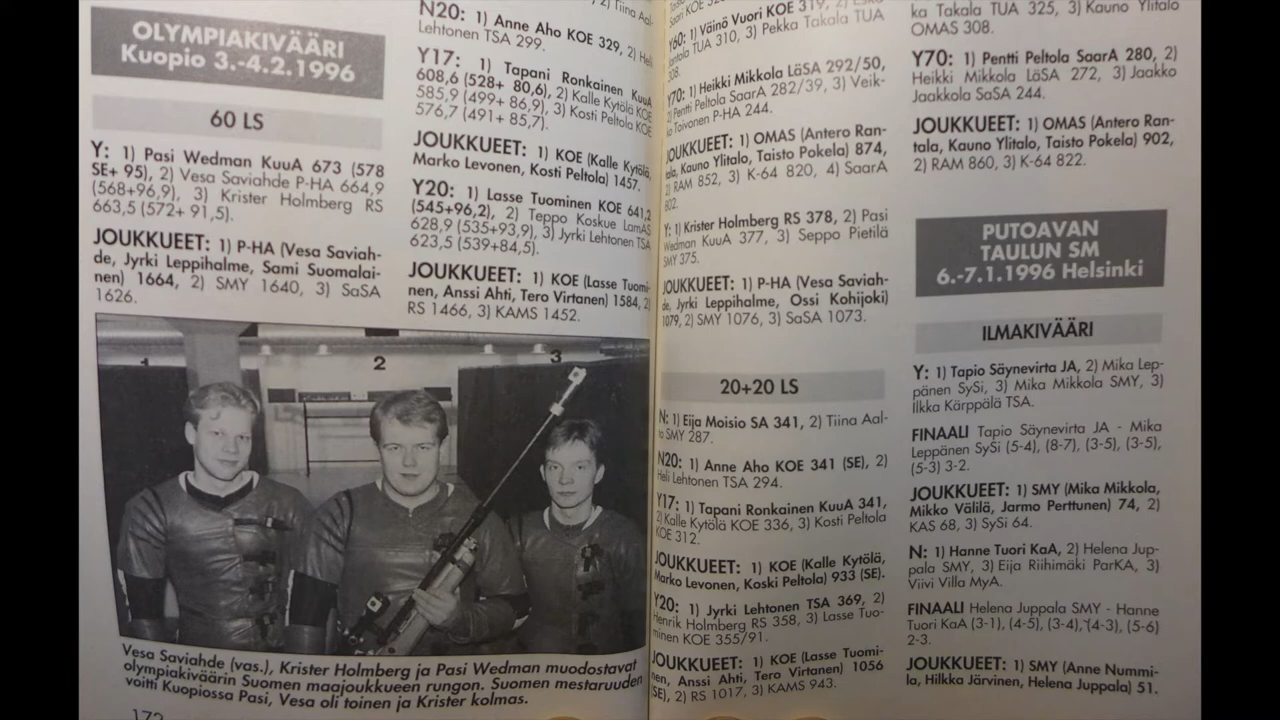 OLYMPIAKIVÄÄRI
Kuopio 3.-4.2.1996
60 LS
Y: 1) Pasi Wedman KuuA 673 (578
SE+ 95), 2) Vesa Saviahde P-HA 664,9
(568+96,9), 3) Krister Holmberg RS
663,5 (572+ 91,5).
JOUKKUEET: 1) P-HA (Vesa Saviah-
de, Jyrki Leppihalme, Sami Suomalai-
nen) 1664, 2) SMY 1640, 3) SaSA
1626.
1 2 3
Vesa Saviahde (vas.), Krister Holmberg ja Pasi Wedman muodostavat
olympiakiväärin Suomen maajoukkueen rungon. Suomen mestaruuden
voitti Kuopiossa Pasi, Vesa oli toinen ja Krister kolmas.
172
2) Tiina Aal-
N20: 1) Anne Aho KOE 329, 2) Heli
Lehtonen TSA 299.
Y17: 1) Tapani Ronkainen KuuA
608,6 (528+ 80,6), 2) Kalle Kytölä KOE
585,9 (499+ 86,9), 3) Kosti Peltola KOE
576,7 (491+ 85,7).
JOUKKUEET: 1) KOE (Kalle Kytölä,
Marko Levonen, Kosti Peltola) 1457.
Y20: 1) Lasse Tuominen KOE 641,2
(545+96,2), 2) Teppo Koskue LamAS
628,9 (535+93,9), 3) Jyrki Lehtonen TSA
623,5 (539+84,5).
JOUKKUEET: 1) KOE (Lasse Tuomi-
nen, Anssi Ahti, Tero Virtanen) 1584, 2)
RS 1466, 3) KAMS 1452.
Saari KOE
Y60: 1) Väinö Vuori KOE 319, 2)
Jantola TUA 310, 3) Pekka Takala TUA
308.
Y70: 1) Heikki Mikkola LäSA 292/50,
2) Pentti Peltola SaarA 282/39, 3) Veik-
ko Toivonen P-HA 244.
JOUKKUEET: 1) OMAS (Antero Ran-
tala, Kauno Ylitalo, Taisto Pokela) 874,
2) RAM 852, 3) K-64 820, 4) SaarA
802.
Y: 1) Krister Holmberg RS 378, 2) Pasi
Wedman KuuA 377, 3) Seppo Pietilä
SMY 375.
JOUKKUEET: 1) P-HA (Vesa Saviah-
de, Jyrki Leppihalme, Ossi Kohijoki)
1079, 2) SMY 1076, 3) SaSA 1073.
20+20 LS
N: 1) Eija Moisio SA 341, 2) Tiina Aal-
to SMY 287.
N20: 1) Anne Aho KOE 341 (SE), 2)
Heli Lehtonen TSA 294.
Y17: 1) Tapani Ronkainen KuuA 341,
2) Kalle Kytölä KOE 336, 3) Kosti Peltola
KOE 312.
JOUKKUEET: 1) KOE (Kalle Kytölä,
Marko Levonen, Koski Peltola) 933 (SE).
Y20: 1) Jyrki Lehtonen TSA 369, 2)
Henrik Holmberg RS 358, 3) Lasse Tuo-
minen KOE 355/91.
JOUKKUEET: 1) KOE (Lasse Tuomi-
nen, Anssi Ahti, Tero Virtanen) 1056
(SE), 2) RS 1017, 3) KAMS 943.
ka Takala TUA 325, 3) Kauno Ylitalo
OMAS 308.
Y70: 1) Pentti Peltola SaarA 280, 2)
Heikki Mikkola LäSA 272, 3) Jaakko
Jaakkola SaSA 244.
JOUKKUEET: 1) OMAS (Antero Ran-
tala, Kauno Ylitalo, Taisto Pokela) 902,
2) RAM 860, 3) K-64 822.
PUTOAVAN
TAULUN SM
6.-7.1.1996 Helsinki
ILMAKIVÄÄRI
Y: 1) Tapio Säynevirta JA, 2) Mika Lep-
pänen SySi, 3) Mika Mikkola SMY, 3)
Ilkka Kärppälä TSA.
FINAALI Tapio Säynevirta JA - Mika
Leppänen SySi (5-4), (8-7), (3-5), (3-5),
(5-3) 3-2.
JOUKKUEET: 1) SMY (Mika Mikkola,
Mikko Välilä, Jarmo Perttunen) 74, 2)
KAS 68, 3) SySi 64.
N: 1) Hanne Tuori KaA, 2) Helena Jup-
pala SMY, 3) Eija Riihimäki ParKA, 3)
Viivi Villa MyA.
FINAALI Helena Juppala SMY - Hanne
Tuori KaA (3-1), (4-5), (3-4), (4-3), (5-6)
2-3.
JOUKKUEET: 1) SMY (Anne Nummi-
la, Hilkka Järvinen, Helena Juppala) 51.